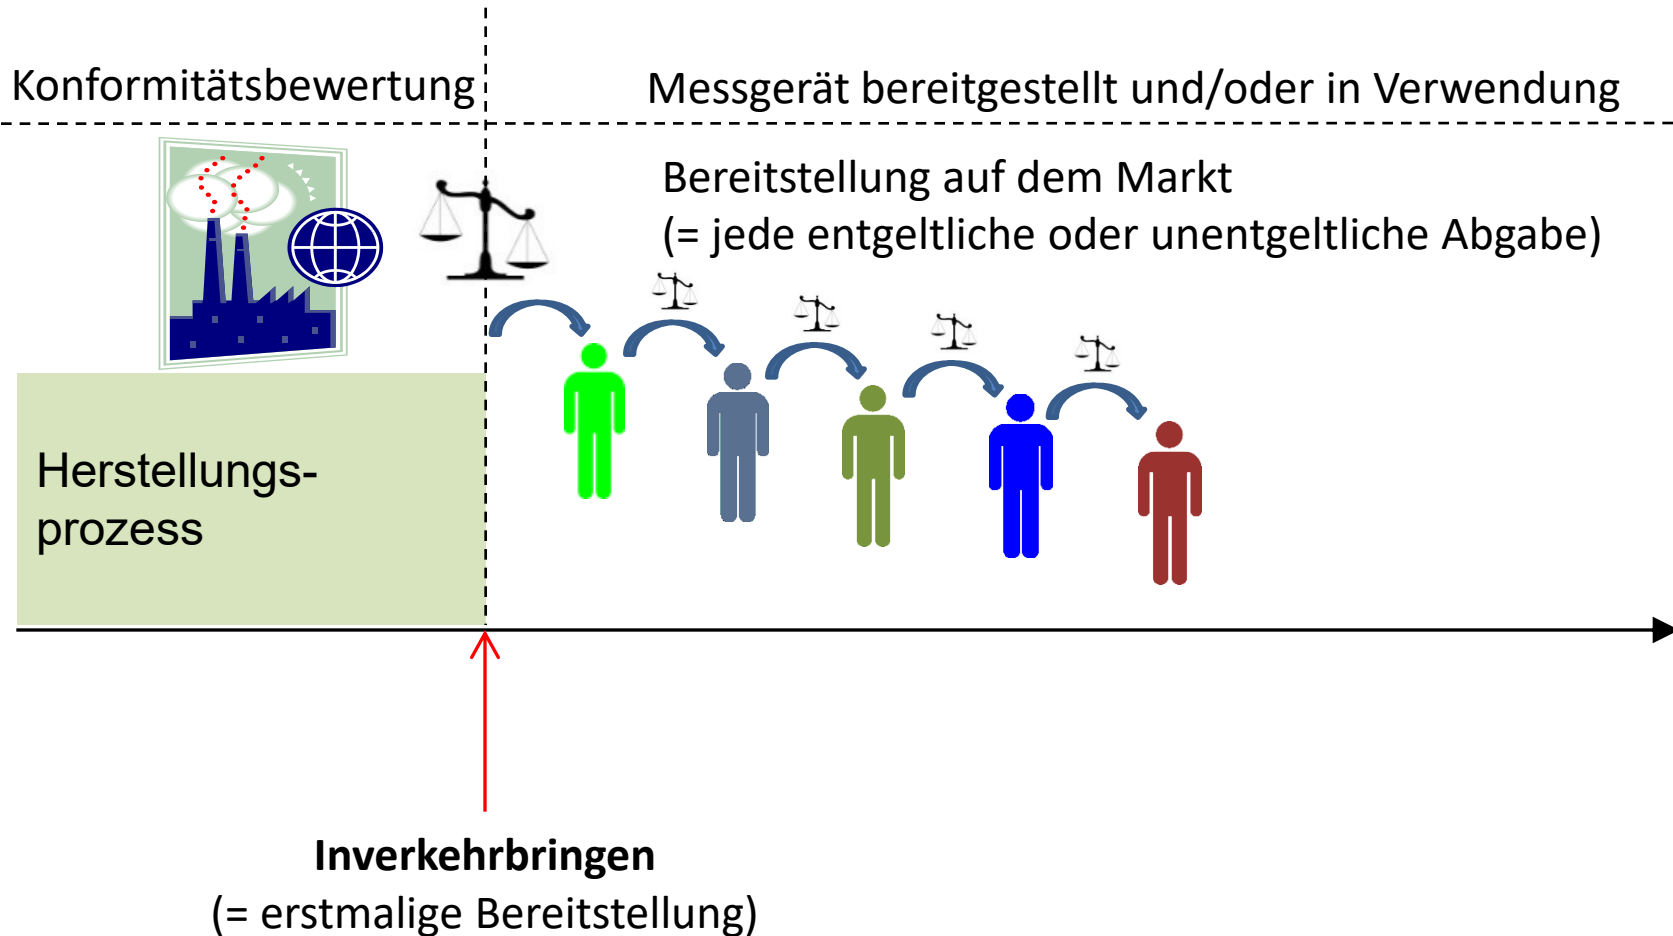 Konformitätsbewertung
Messgerät bereitgestellt und/oder in Verwendung
Bereitstellung auf dem Markt
(= jede entgeltliche oder unentgeltliche Abgabe)
Herstellungs-
prozess
Inverkehrbringen
(= erstmalige Bereitstellung)